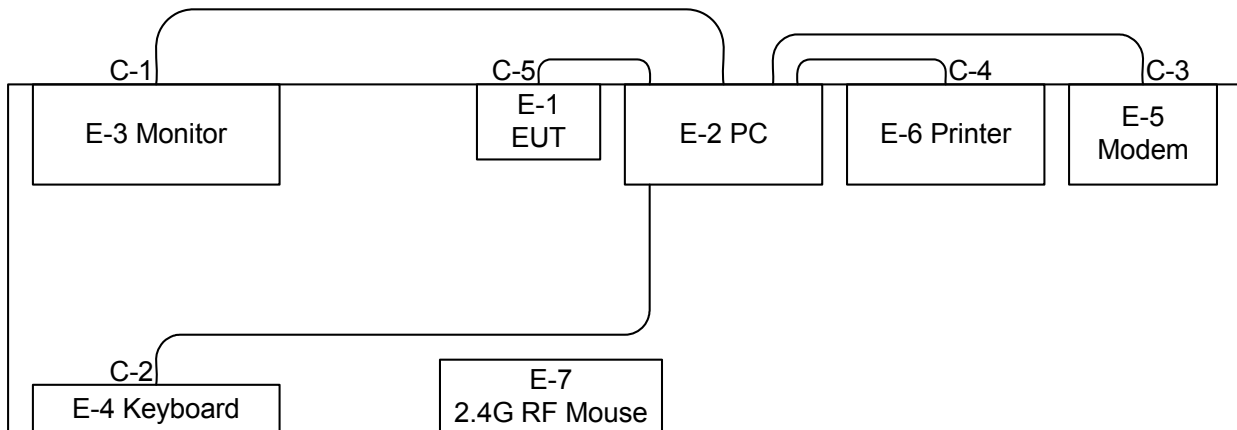 C-1
C-5
C-4
C-3
E-3 Monitor
E-1
EUT
E-2 PC
E-6 Printer
E-5
Modem
C-2
E-4 Keyboard
E-7
2.4G RF Mouse